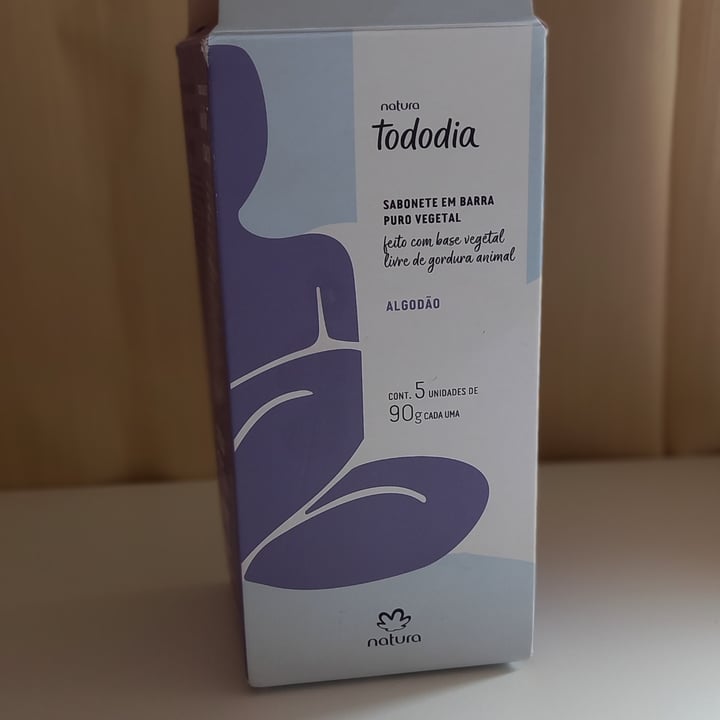 natura
tododia
SABONETE EM BARRA
PURO VEGETAL
feito com base vegetal
livre de gordura animal
ALGODÃO
CONT. 5 UNIDADES DE
90g CADA UMA
natura